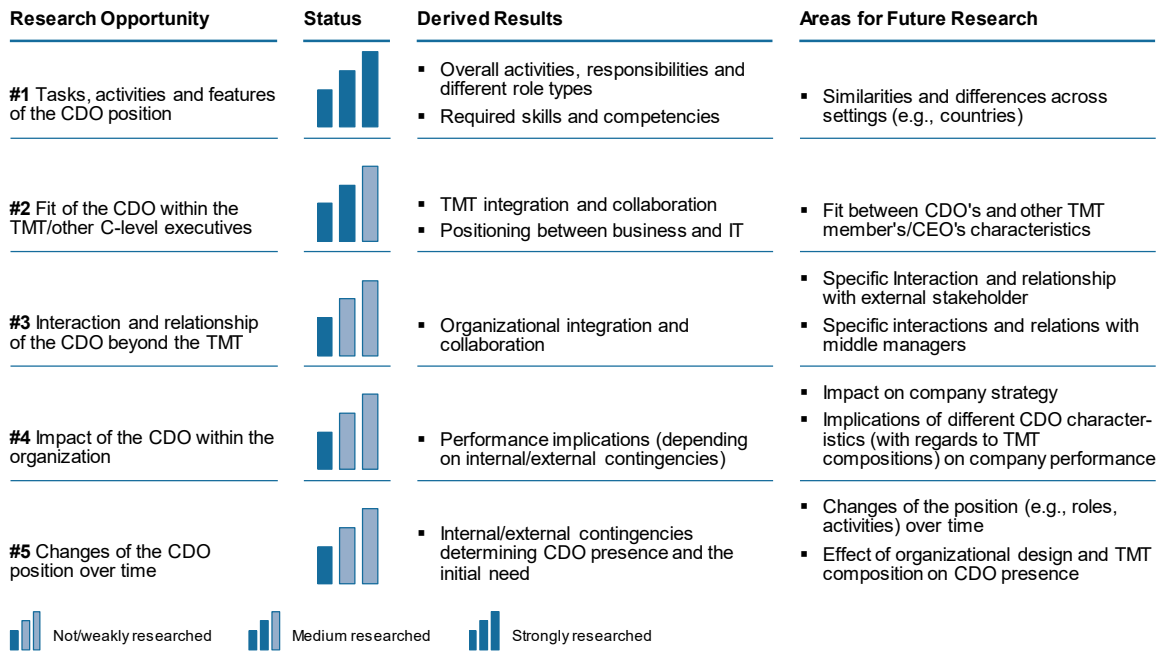 Research Opportunity
Status
Derived Results
Areas for Future Research
#1 Tasks, activities and features
of the CDO position
▪ Overall activities, responsibilities and
different role types
▪ Required skills and competencies
▪ Similarities and differences across
settings (e.g., countries)
#2 Fit of the CDO within the
TMT/other C-level executives
▪ TMT integration and collaboration
▪ Positioning between business and IT
▪ Fit between CDO's and other TMT
member's/CEO's characteristics
#3 Interaction and relationship
of the CDO beyond the TMT
▪ Organizational integration and
collaboration
▪ Specific Interaction and relationship
with external stakeholder
▪ Specific interactions and relations with
middle managers
#4 Impact of the CDO within the
organization
▪ Performance implications (depending
on internal/external contingencies)
▪ Impact on company strategy
▪ Implications of different CDO character-
istics (with regards to TMT
compositions) on company performance
#5 Changes of the CDO
position over time
▪ Internal/external contingencies
determining CDO presence and the
initial need
▪ Changes of the position (e.g., roles,
activities) over time
▪ Effect of organizational design and TMT
composition on CDO presence
Not/weakly researched
Medium researched
Strongly researched